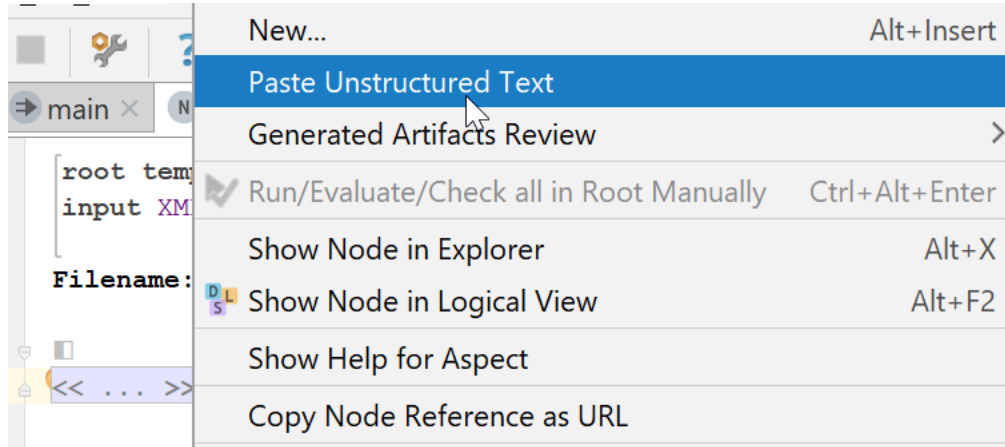 New... Alt+Insert
Paste Unstructured Text
main
N
Generated Artifacts Review
root
input
Run/Evaluate/Check all in Root Manually Ctrl+Alt+Enter
Show Node in Explorer Alt+X
Filename:
D L S Show Node in Logical View Alt+F2
Show Help for Aspect
<< ... >>
Copy Node Reference as URL